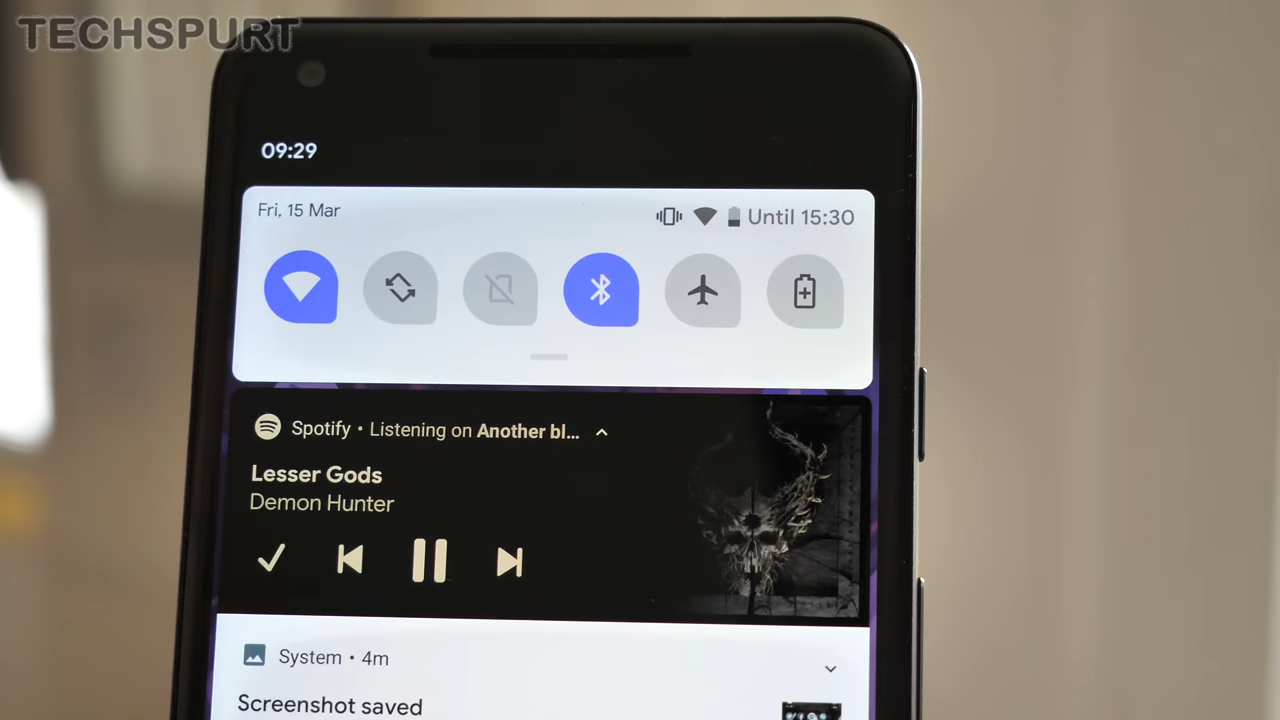 TECHSPURT
09:29
Fri, 15 Mar
Until 15:30
Spotify • Listening on Another bl...
Lesser Gods
Demon Hunter
System • 4m
Screenshot saved